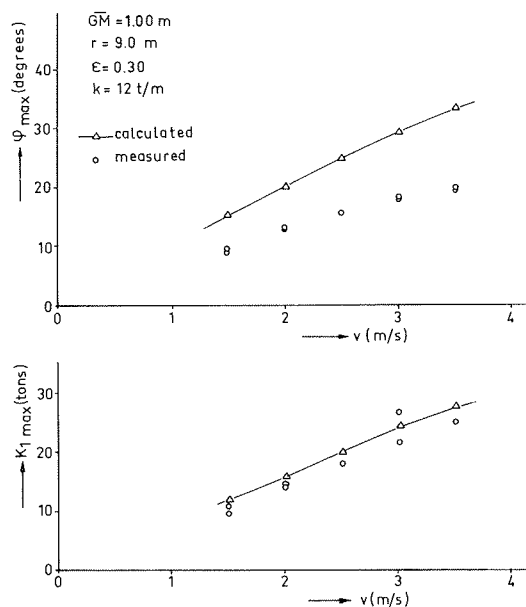 G̅M̅ = 1.00 m
r = 9.0 m
ε = 0.30
k = 12 t/m
calculated
measured
φ max (degrees)
40
30
20
10
0
0
1
2
3
4
v (m/s)
K1 max (tons)
30
20
10
0
0
1
2
3
4
v (m/s)